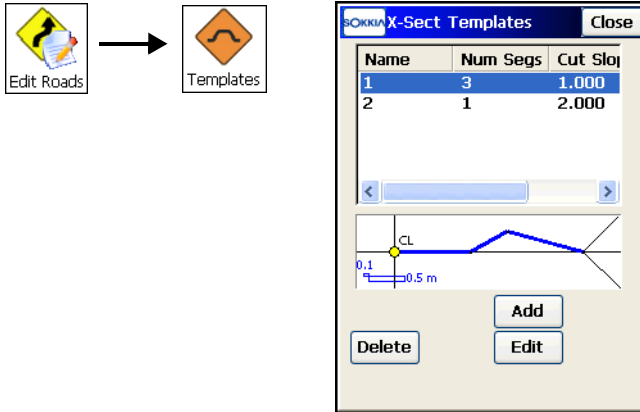 Edit Roads
Templates
SOKKIA X-Sect Templates Close
Name Num Segs Cut Slop
1 3 1.000
2 1 2.000
CL
0.1
0.5 m
Add
Delete Edit